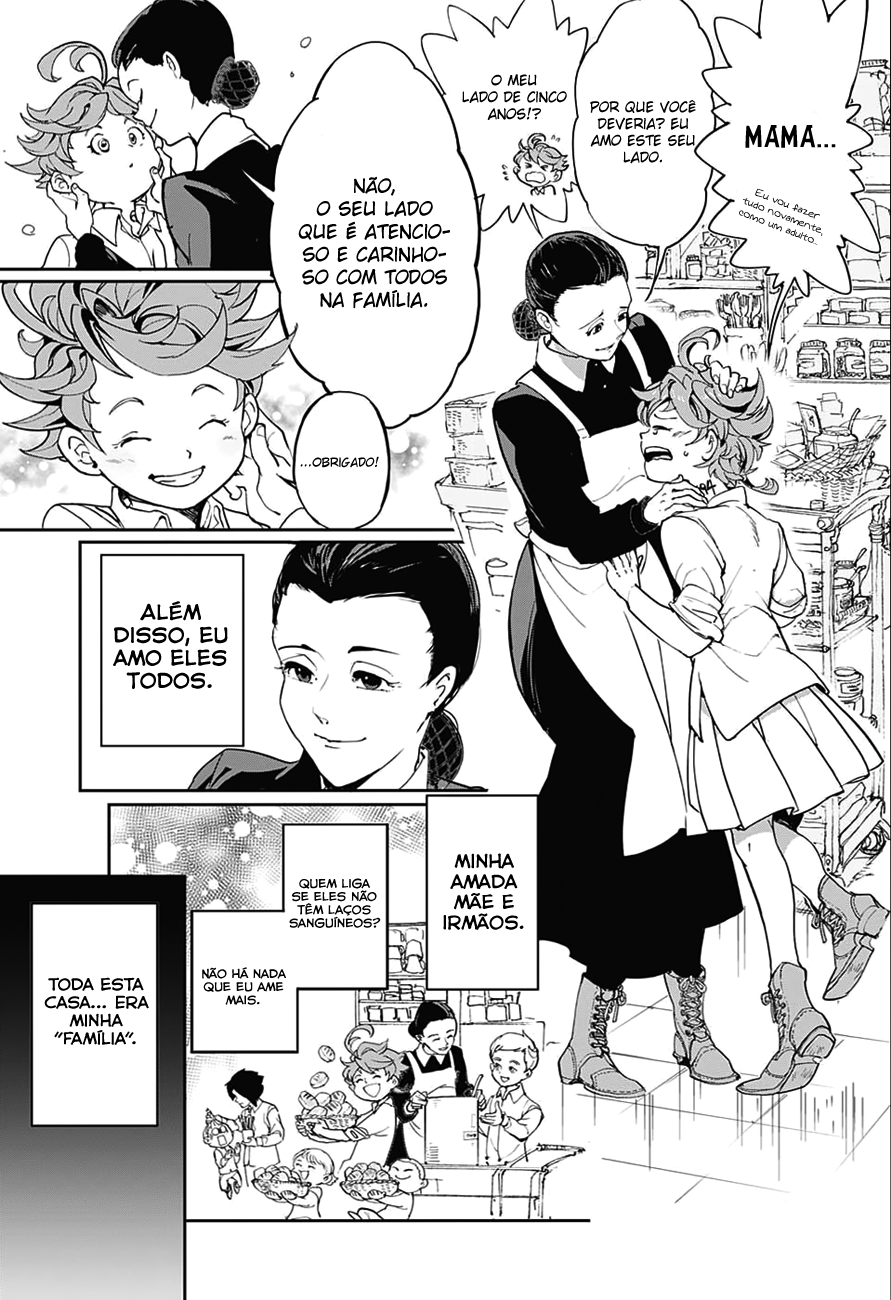 MAMA...
Eu vou fazer
tudo novamente,
como um adulto..
POR QUE VOCÊ
DEVERIA? EU
AMO ESTE SEU
LADO.
O MEU
LADO DE CINCO
ANOS!?
NÃO,
O SEU LADO
QUE É ATENCIO-
SO E CARINHO-
SO COM TODOS
NA FAMÍLIA.
...OBRIGADO!
ALÉM
DISSO, EU
AMO ELES
TODOS.
MINHA
AMADA
MÃE E
IRMÃOS.
QUEM LIGA
SE ELES NÃO
TÊM LAÇOS
SANGUÍNEOS?
NÃO HÁ NADA
QUE EU AME
MAIS.
TODA ESTA
CASA... ERA
MINHA
"FAMÍLIA".